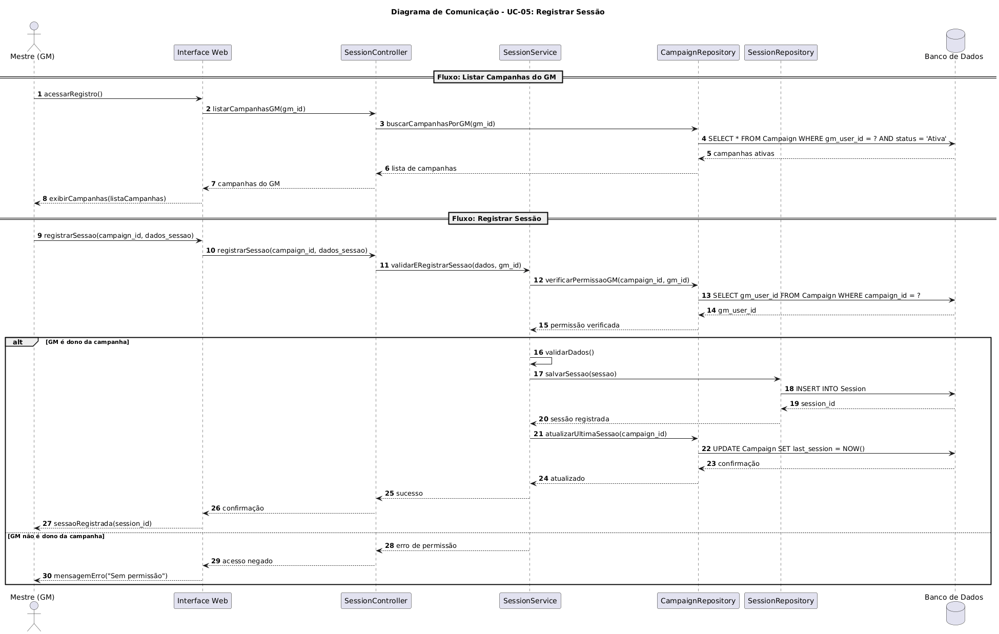 Diagrama de Comunicação - UC-05: Registrar Sessão
Mestre (GM)
Interface Web
SessionController
SessionService
CampaignRepository
SessionRepository
Banco de Dados
Fluxo: Listar Campanhas do GM
1 acessarRegistro()
2 listarCampanhasGM(gm_id)
3 buscarCampanhasPorGM(gm_id)
4 SELECT * FROM Campaign WHERE gm_user_id = ? AND status = 'Ativa'
5 campanhas ativas
6 lista de campanhas
7 campanhas do GM
8 exibirCampanhas(listaCampanhas)
Fluxo: Registrar Sessão
9 registrarSessao(campaign_id, dados_sessao)
10 registrarSessao(campaign_id, dados_sessao)
11 validarERegistrarSessao(dados, gm_id)
12 verificarPermissaoGM(campaign_id, gm_id)
13 SELECT gm_user_id FROM Campaign WHERE campaign_id = ?
14 gm_user_id
15 permissão verificada
alt [GM é dono da campanha]
16 validarDados()
17 salvarSessao(sessao)
18 INSERT INTO Session
19 session_id
20 sessão registrada
21 atualizarUltimaSessao(campaign_id)
22 UPDATE Campaign SET last_session = NOW()
23 confirmação
24 atualizado
25 sucesso
26 confirmação
27 sessaoRegistrada(session_id)
[GM não é dono da campanha]
28 erro de permissão
29 acesso negado
30 mensagemErro("Sem permissão")
Mestre (GM)
Interface Web
SessionController
SessionService
CampaignRepository
SessionRepository
Banco de Dados